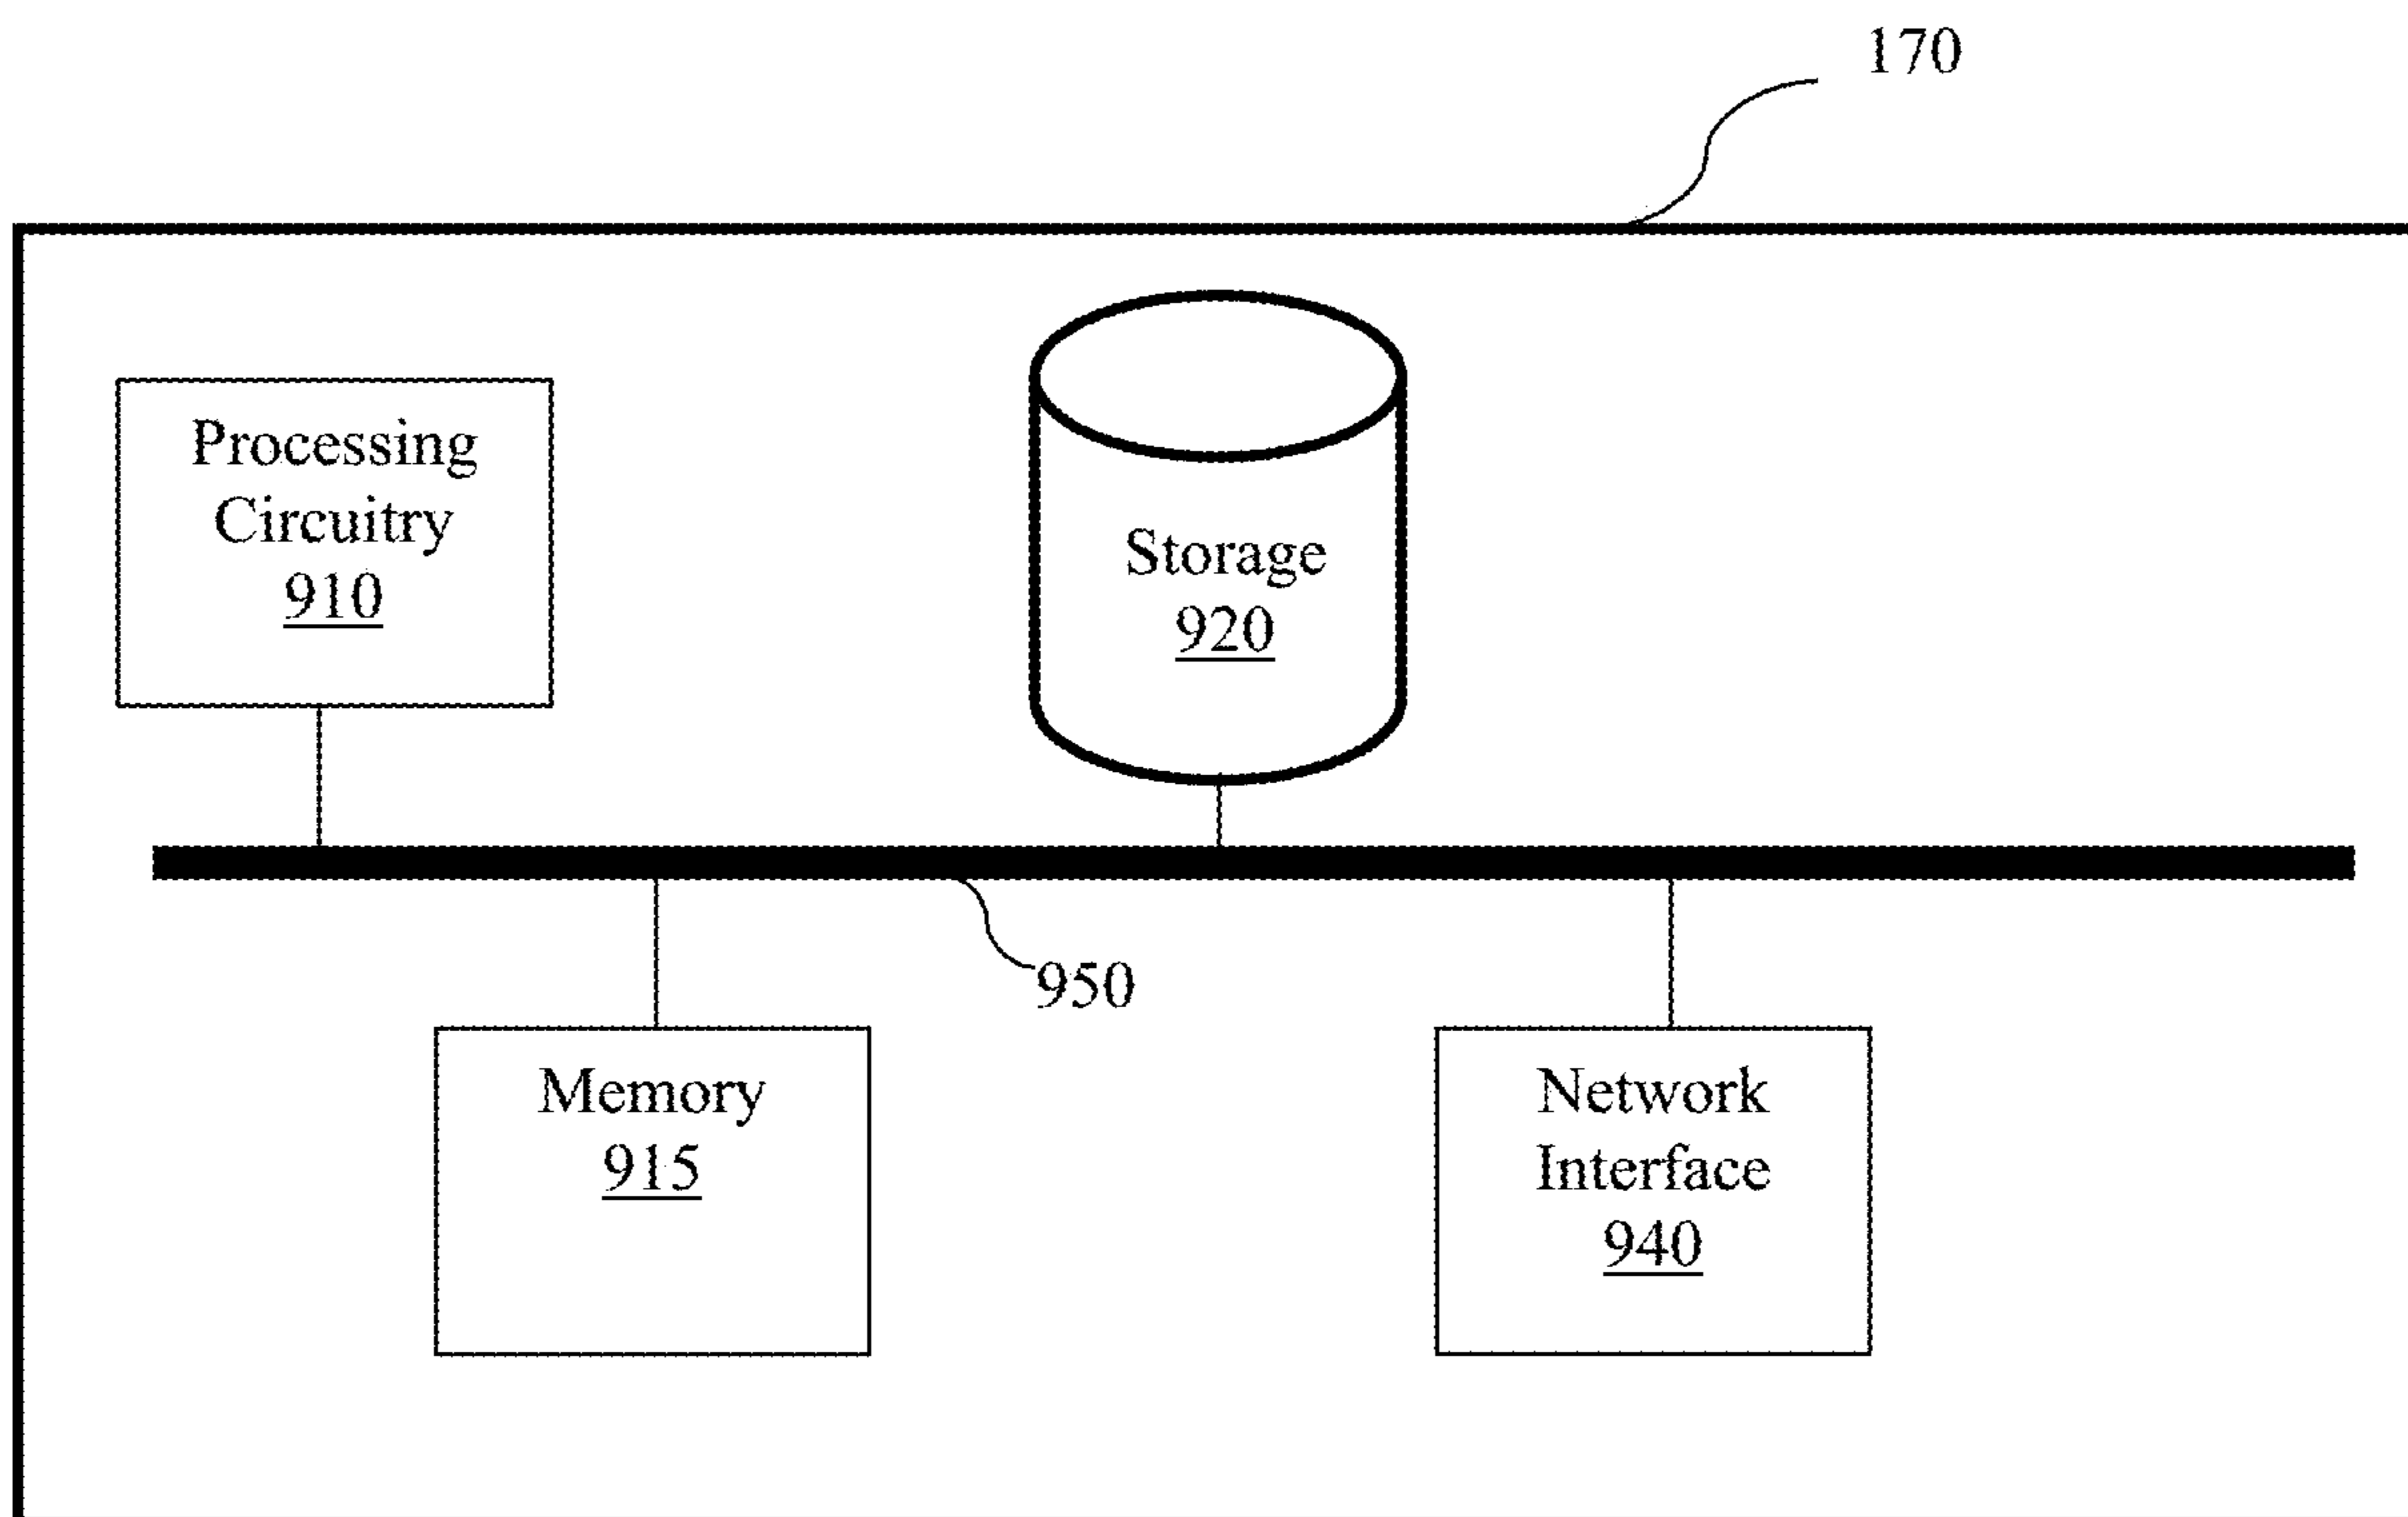 170
Processing
Circuitry
910
Storage
920
950
Memory
915
Network
Interface
940